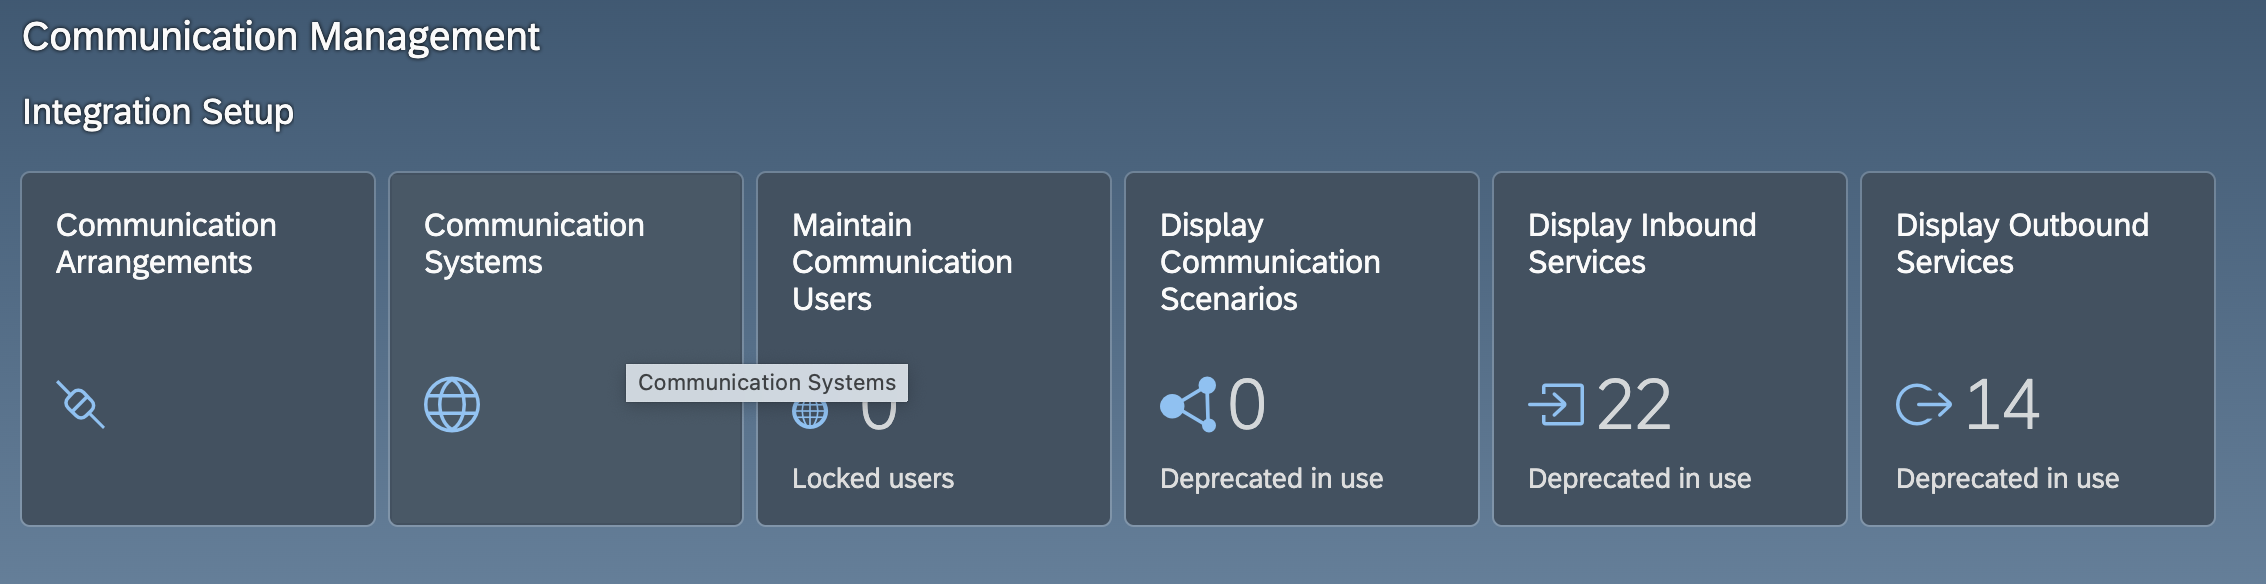 Communication Management
Integration Setup
Communication
Arrangements
Communication
Systems
Maintain
Communication
Users
Display
Communication
Scenarios
Display Inbound
Services
Display Outbound
Services
Communication Systems
0
0
22
14
Locked users
Deprecated in use
Deprecated in use
Deprecated in use